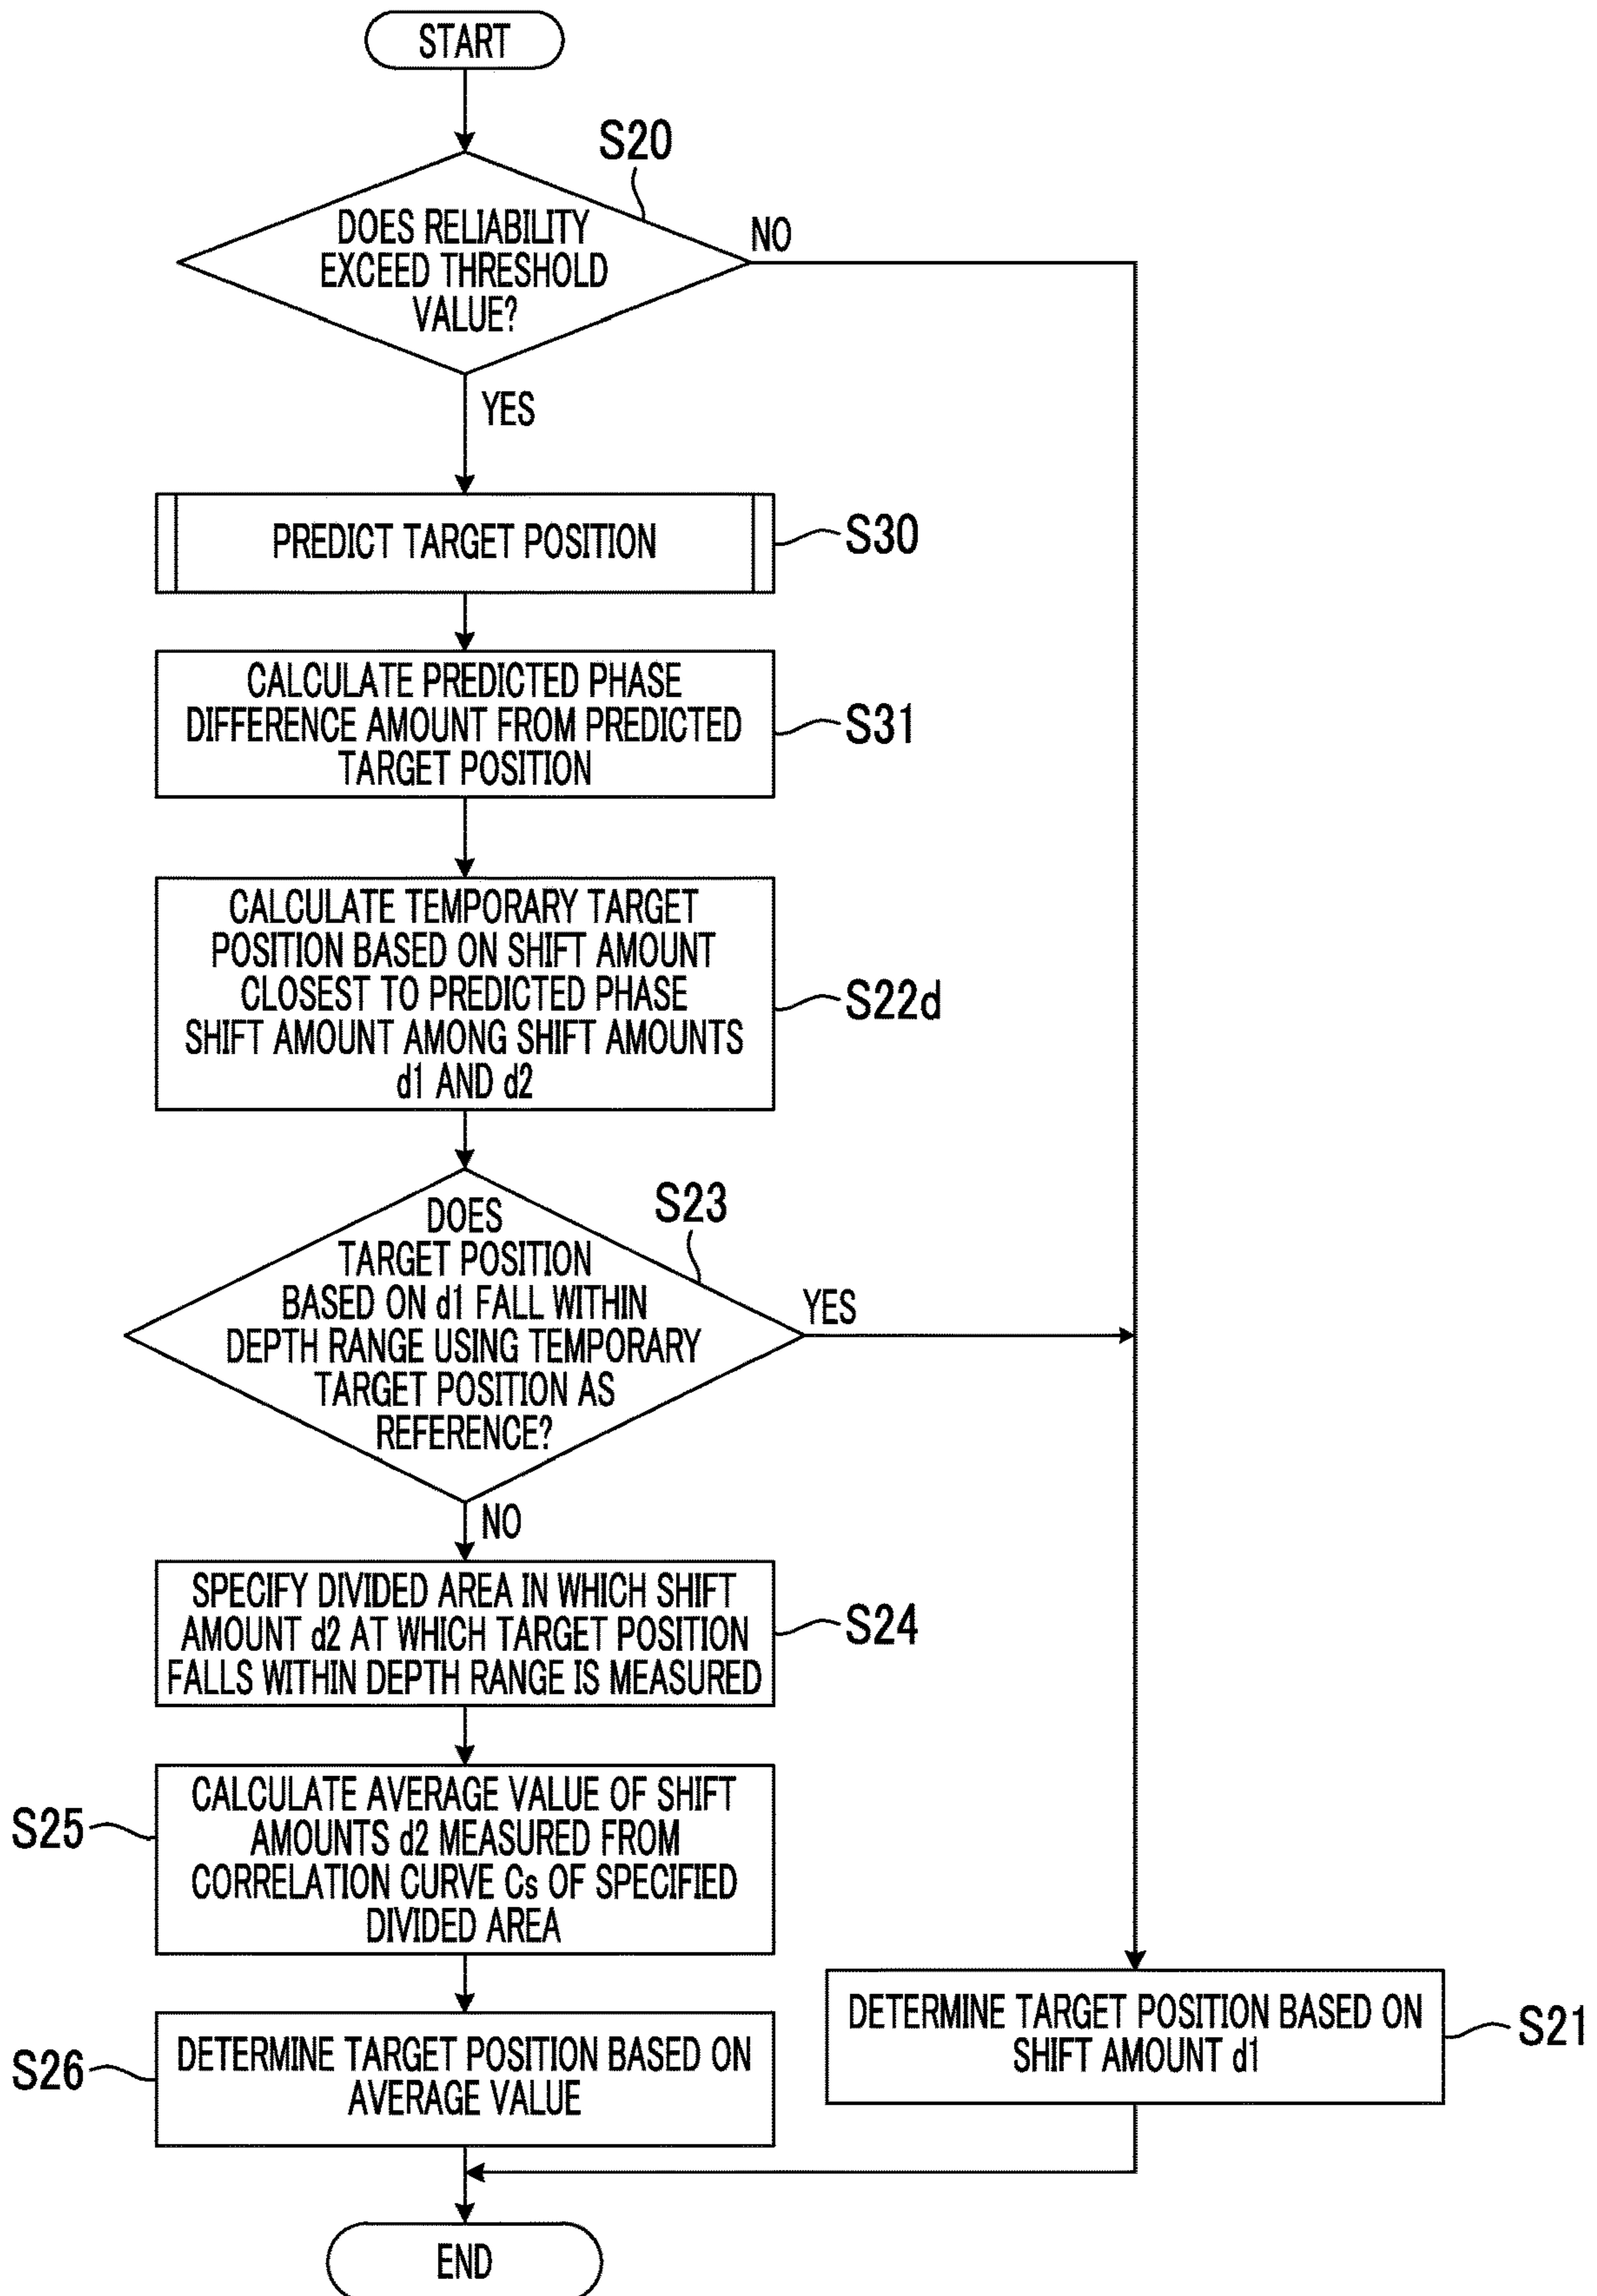 START
S20
DOES RELIABILITY
EXCEED THRESHOLD
VALUE?
NO
YES
PREDICT TARGET POSITION
S30
CALCULATE PREDICTED PHASE
DIFFERENCE AMOUNT FROM PREDICTED
TARGET POSITION
S31
CALCULATE TEMPORARY TARGET
POSITION BASED ON SHIFT AMOUNT
CLOSEST TO PREDICTED PHASE
SHIFT AMOUNT AMONG SHIFT AMOUNTS
d1 AND d2
S22d
S23
DOES
TARGET POSITION
BASED ON d1 FALL WITHIN
DEPTH RANGE USING TEMPORARY
TARGET POSITION AS
REFERENCE?
YES
NO
SPECIFY DIVIDED AREA IN WHICH SHIFT
AMOUNT d2 AT WHICH TARGET POSITION
FALLS WITHIN DEPTH RANGE IS MEASURED
S24
S25
CALCULATE AVERAGE VALUE OF SHIFT
AMOUNTS d2 MEASURED FROM
CORRELATION CURVE Cs OF SPECIFIED
DIVIDED AREA
S26
DETERMINE TARGET POSITION BASED ON
AVERAGE VALUE
DETERMINE TARGET POSITION BASED ON
SHIFT AMOUNT d1
S21
END